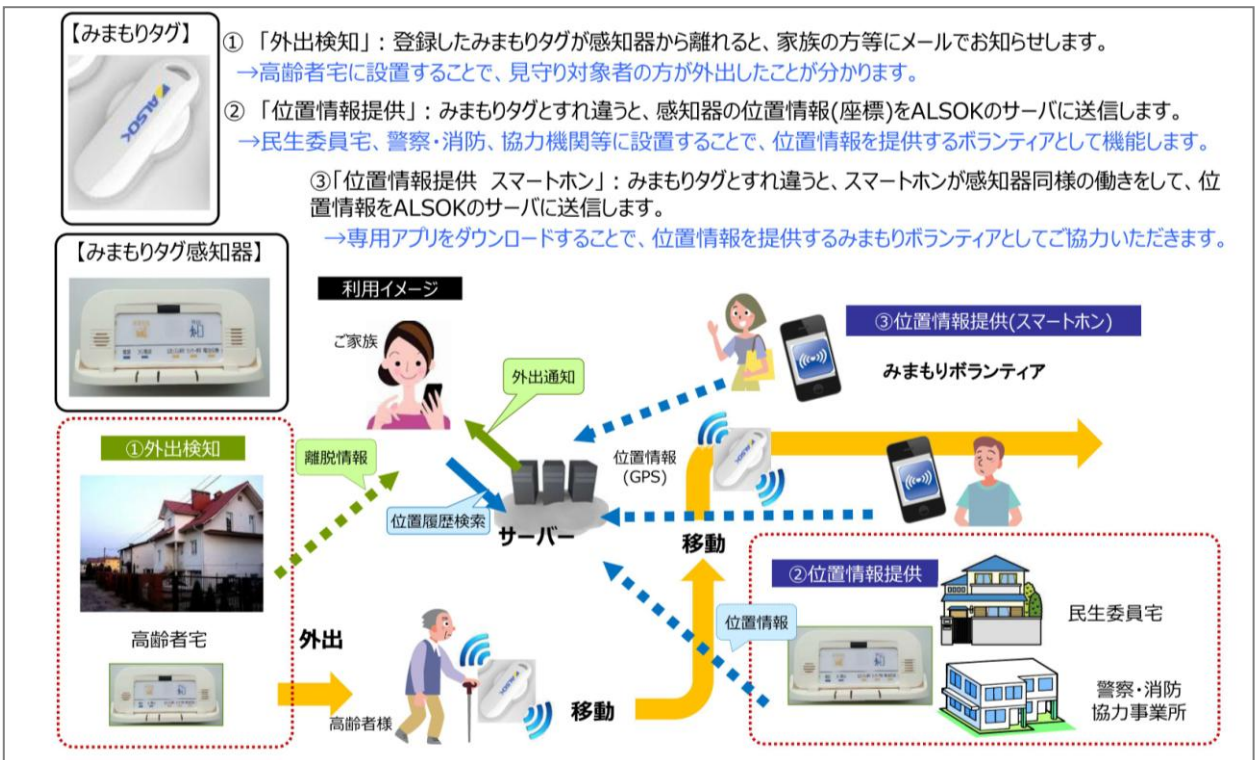 【みまもりタグ】
ALSOK
① 「外出検知」：登録したみまもりタグが感知器から離れると、家族の方等にメールでお知らせします。
→高齢者宅に設置することで、見守り対象者の方が外出したことが分かります。
② 「位置情報提供」：みまもりタグとすれ違うと、感知器の位置情報(座標)をALSOKのサーバに送信します。
→民生委員宅、警察・消防、協力機関等に設置することで、位置情報を提供するボランティアとして機能します。
③「位置情報提供 スマートホン」：みまもりタグとすれ違うと、スマートホンが感知器同様の働きをして、位
置情報をALSOKのサーバに送信します。
→専用アプリをダウンロードすることで、位置情報を提供するみまもりボランティアとしてご協力いただきます。
【みまもりタグ感知器】
利用イメージ
ご家族
外出通知
③位置情報提供(スマートホン)
みまもりボランティア
①外出検知
離脱情報
位置履歴検索
サーバー
位置情報
(GPS)
ALSOK
移動
②位置情報提供
位置情報
民生委員宅
警察・消防
協力事業所
高齢者宅
外出
高齢者様
ALSOK
移動